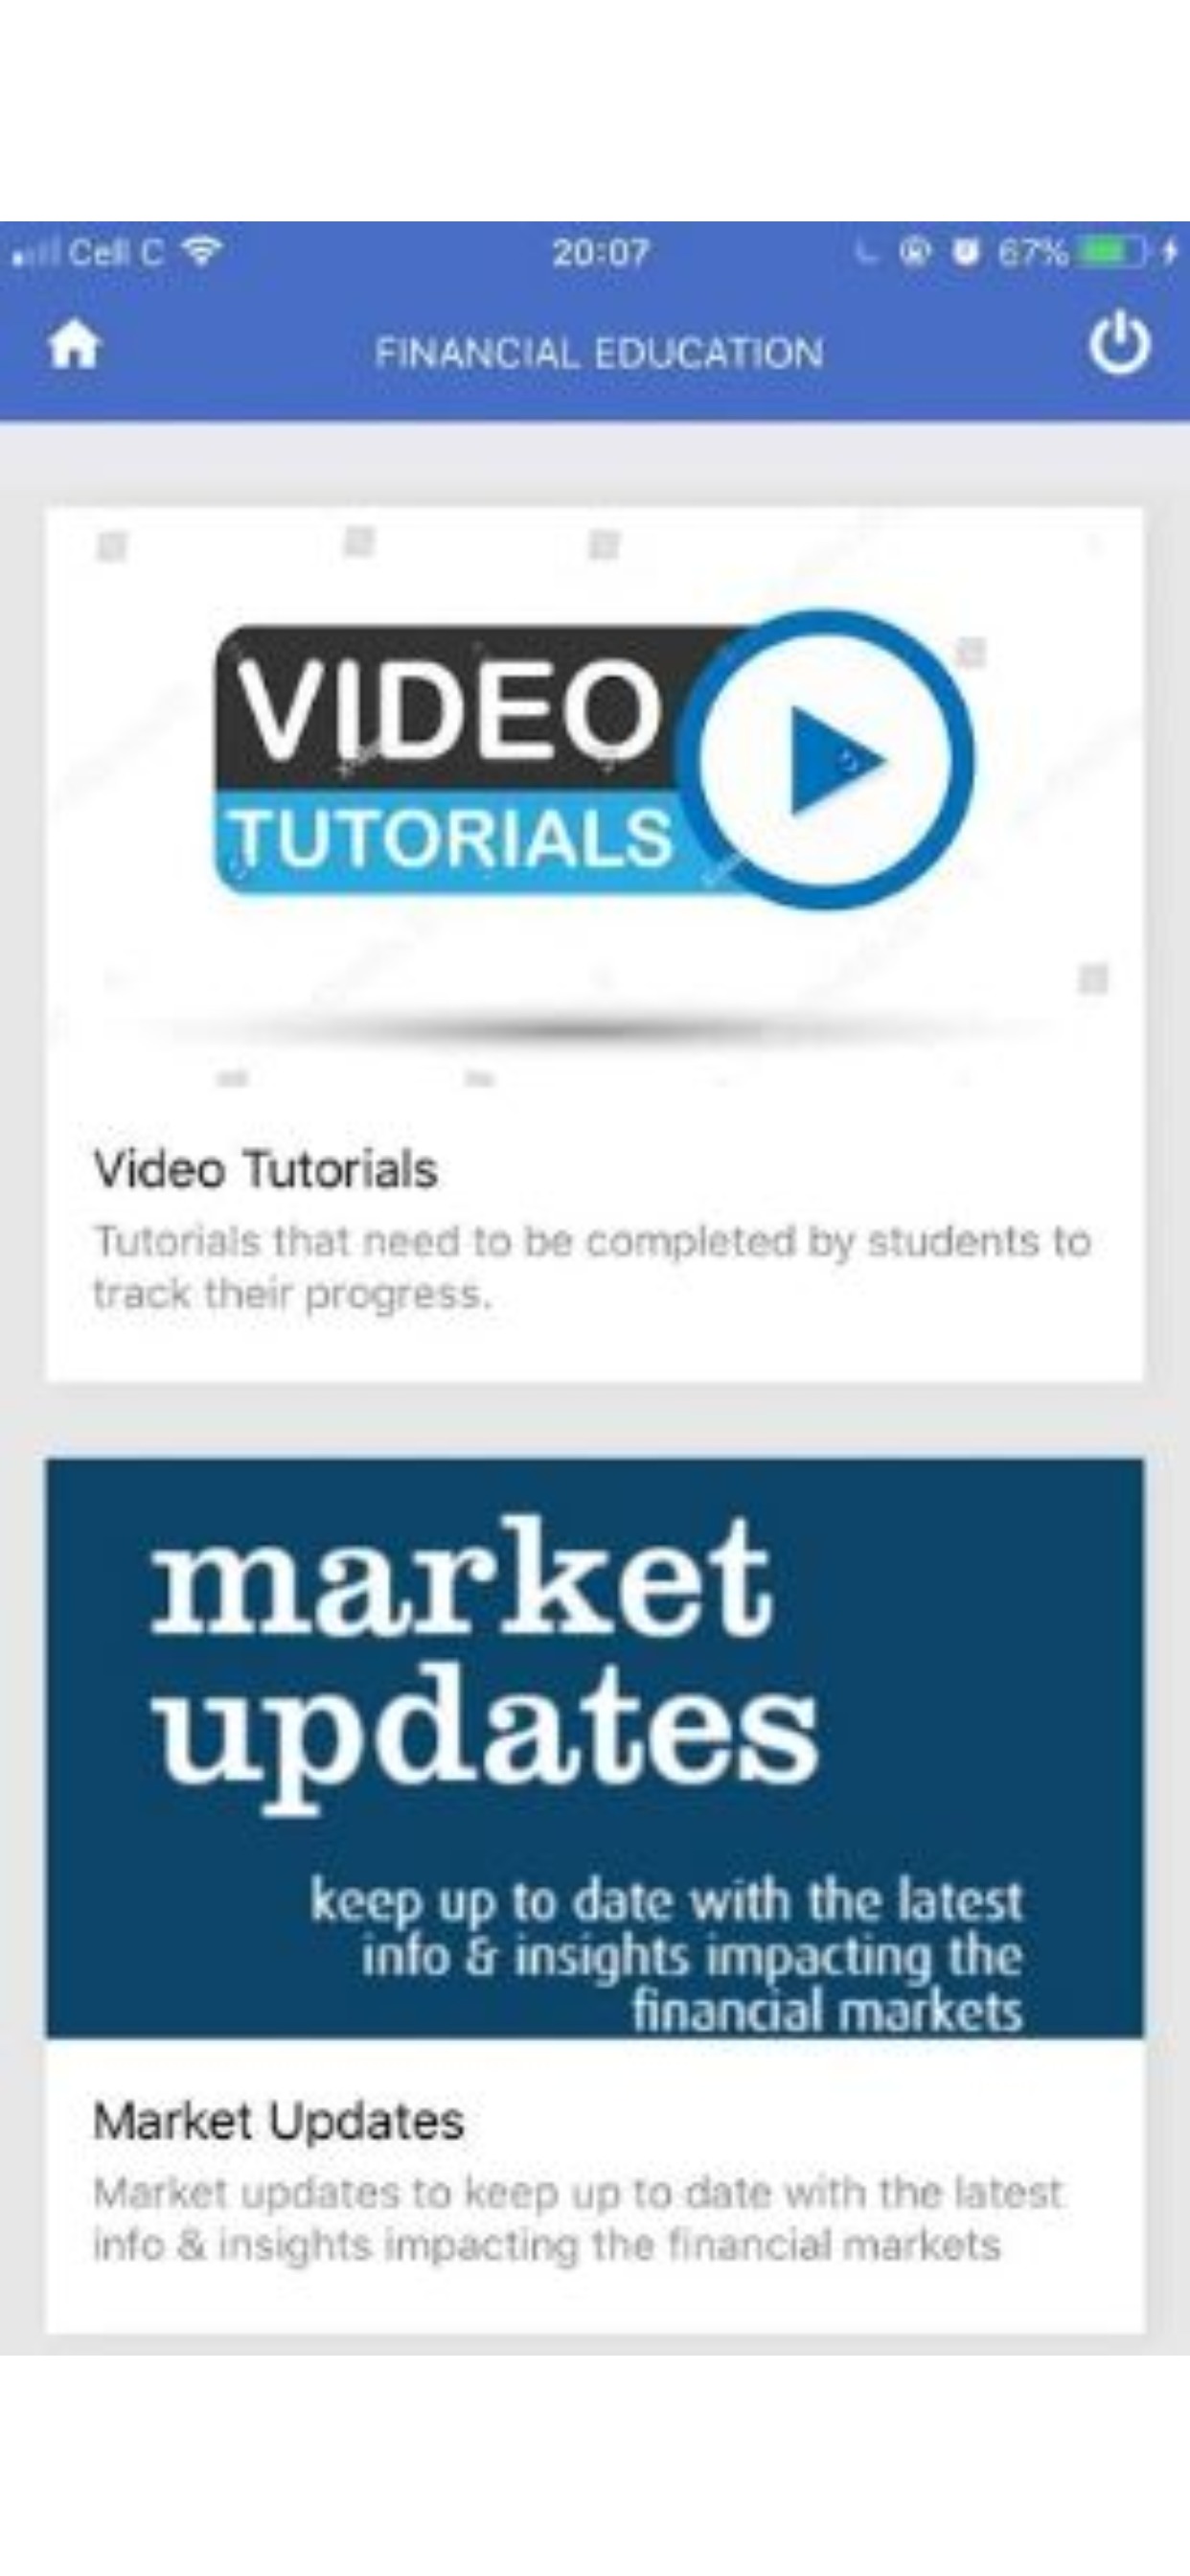 Cell C 20:07 67%
FINANCIAL EDUCATION
VIDEO
TUTORIALS
Video Tutorials
Tutorials that need to be completed by students to
track their progress.
market
updates
keep up to date with the latest
info & insights impacting the
financial markets
Market Updates
Market updates to keep up to date with the latest
info & insights impacting the financial markets